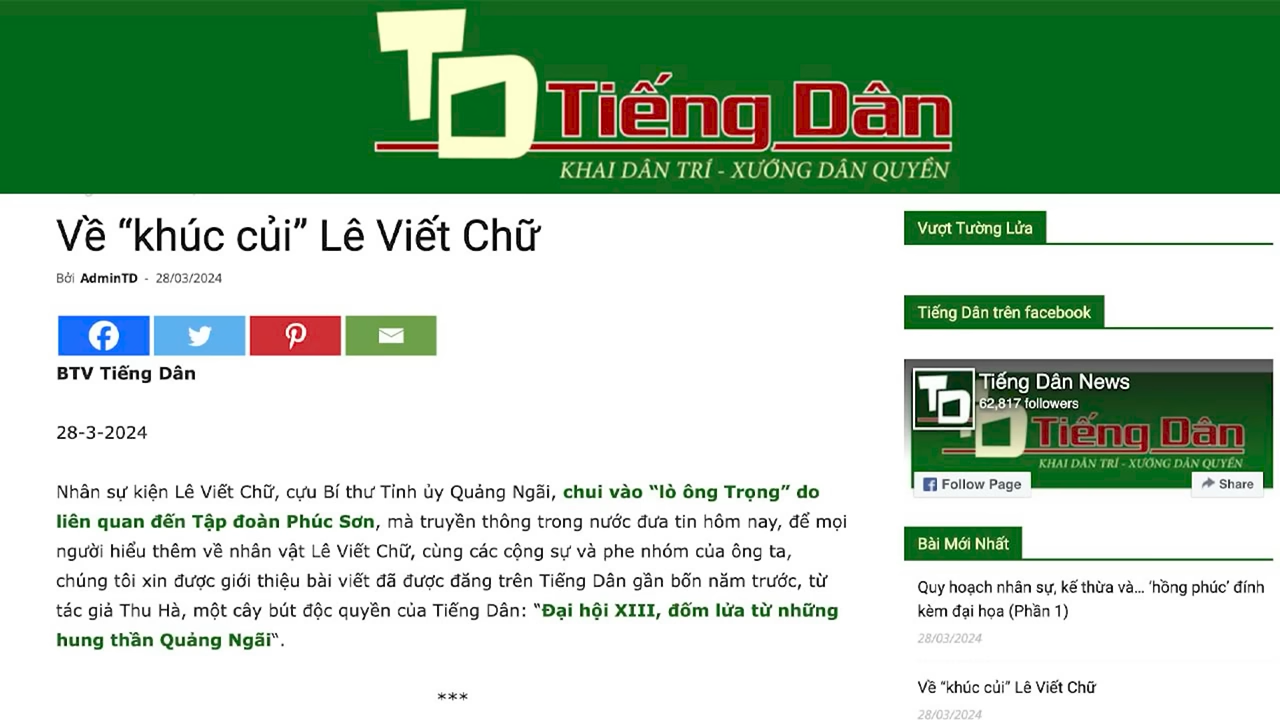 TD Tiếng Dân
KHAI DÂN TRÍ - XƯỚNG DÂN QUYỀN
Về “khúc củi” Lê Viết Chữ
Bởi AdminTD - 28/03/2024
BTV Tiếng Dân
28-3-2024
Nhân sự kiện Lê Viết Chữ, cựu Bí thư Tỉnh ủy Quảng Ngãi, chui vào “lò ông Trọng” do
liên quan đến Tập đoàn Phúc Sơn, mà truyền thông trong nước đưa tin hôm nay, để mọi
người hiểu thêm về nhân vật Lê Viết Chữ, cùng các cộng sự và phe nhóm của ông ta,
chúng tôi xin được giới thiệu bài viết đã được đăng trên Tiếng Dân gần bốn năm trước, từ
tác giả Thu Hà, một cây bút độc quyền của Tiếng Dân: “Đại hội XIII, đốm lửa từ những
hung thần Quảng Ngãi“.
***
Vượt Tường Lửa
Tiếng Dân trên facebook
TD
Tiếng Dân News
62,817 followers
TD Tiếng Dân
KHAI DÂN TRÍ - XƯỚNG DÂN QUYỀN
Follow Page
Share
Bài Mới Nhất
Quy hoạch nhân sự, kế thừa và… ‘hồng phúc’ đính
kèm đại họa (Phần 1)
28/03/2024
Về “khúc củi” Lê Viết Chữ
28/03/2024